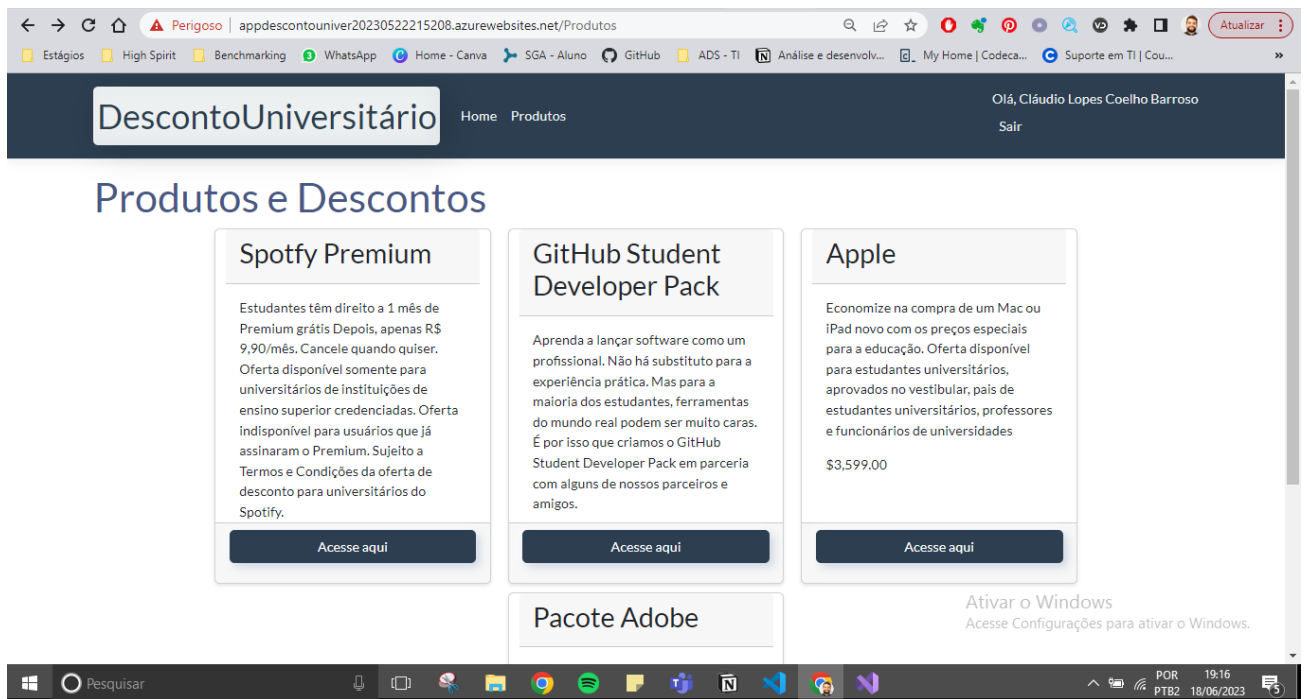 Perigoso | appdescontouniver20230522215208.azurewebsites.net/Produtos
Atualizar
Estágios
High Spirit
Benchmarking
WhatsApp
Home - Canva
SGA - Aluno
GitHub
ADS - TI
Análise e desenvolv...
My Home | Codeca...
Suporte em TI | Cou...
»
DescontoUniversitário
Home
Produtos
Olá, Cláudio Lopes Coelho Barroso
Sair
Produtos e Descontos
Spotfy Premium
Estudantes têm direito a 1 mês de
Premium grátis Depois, apenas R$
9,90/mês. Cancele quando quiser.
Oferta disponível somente para
universitários de instituições de
ensino superior credenciadas. Oferta
indisponível para usuários que já
assinaram o Premium. Sujeito a
Termos e Condições da oferta de
desconto para universitários do
Spotify.
Acesse aqui
GitHub Student
Developer Pack
Aprenda a lançar software como um
profissional. Não há substituto para a
experiência prática. Mas para a
maioria dos estudantes, ferramentas
do mundo real podem ser muito caras.
É por isso que criamos o GitHub
Student Developer Pack em parceria
com alguns de nossos parceiros e
amigos.
Acesse aqui
Apple
Economize na compra de um Mac ou
iPad novo com os preços especiais
para a educação. Oferta disponível
para estudantes universitários,
aprovados no vestibular, pais de
estudantes universitários, professores
e funcionários de universidades
$3,599.00
Acesse aqui
Pacote Adobe
Ativar o Windows
Acesse Configurações para ativar o Windows.
Pesquisar
POR
PTB2
19:16
18/06/2023
5